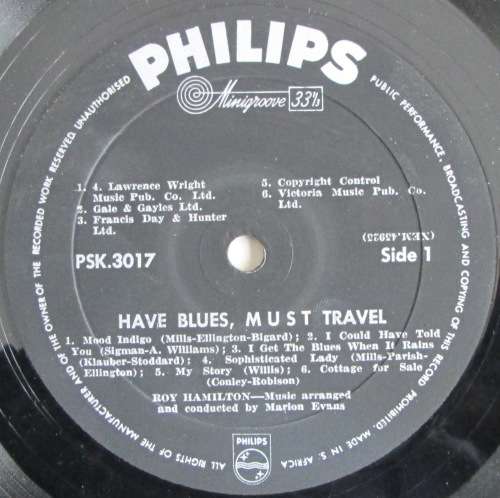 PHILIPS
Minigroove 33⅓
ALL RIGHTS OF THE MANUFACTURER AND OF THE OWNER OF THE RECORDED WORK RESERVED. UNAUTHORISED
PUBLIC PERFORMANCE, BROADCASTING AND COPYING OF THIS RECORD PROHIBITED. MADE IN S. AFRICA
1. 4. Lawrence Wright
Music Pub. Co. Ltd.
2. Gale & Gayles Ltd.
3. Francis Day & Hunter
Ltd.
5. Copyright Control
6. Victoria Music Pub. Co.
Ltd.
PSK.3017
(XEM.45925)
Side 1
HAVE BLUES, MUST TRAVEL
1. Mood Indigo (Mills-Ellington-Bigard); 2. I Could Have Told
You (Sigman-A. Williams); 3. I Get The Blues When It Rains
(Klauber-Stoddard); 4. Sophisticated Lady (Mills-Parish-
Ellington); 5. My Story (Willis); 6. Cottage for Sale
(Conley-Robison)
ROY HAMILTON—Music arranged
and conducted by Marion Evans
PHILIPS